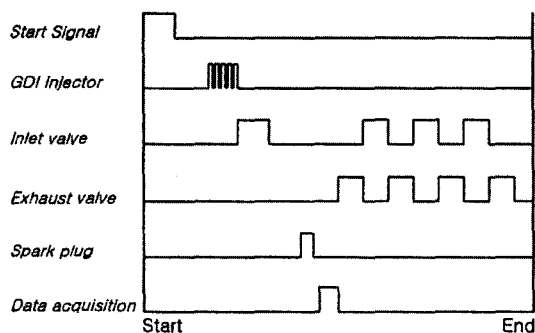 Start Signal
GDI Injector
Inlet valve
Exhaust valve
Spark plug
Data acquisition
Start End